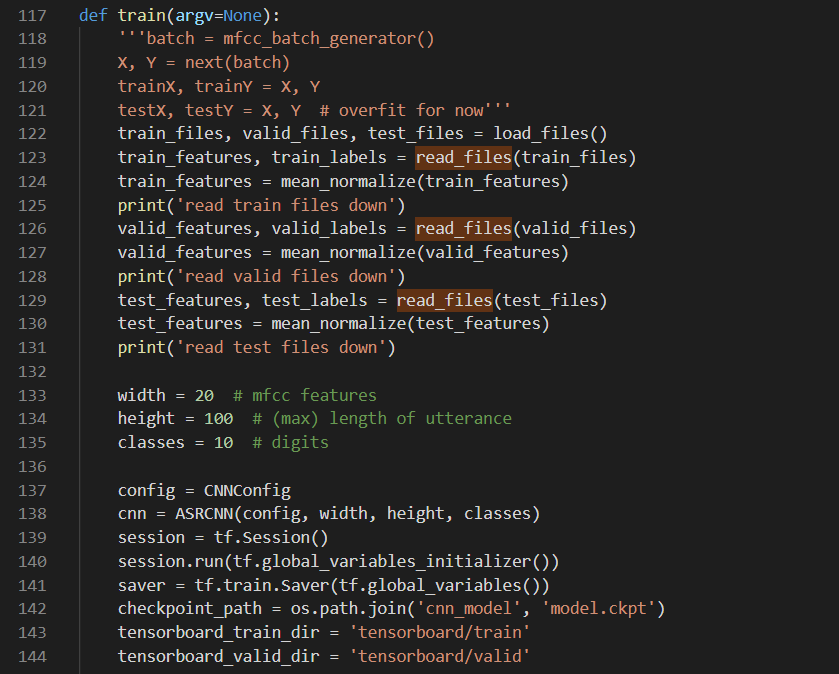 117 def train(argv=None):
118 '''batch = mfcc_batch_generator()
119 X, Y = next(batch)
120 trainX, trainY = X, Y
121 testX, testY = X, Y  # overfit for now'''
122 train_files, valid_files, test_files = load_files()
123 train_features, train_labels = read_files(train_files)
124 train_features = mean_normalize(train_features)
125 print('read train files down')
126 valid_features, valid_labels = read_files(valid_files)
127 valid_features = mean_normalize(valid_features)
128 print('read valid files down')
129 test_features, test_labels = read_files(test_files)
130 test_features = mean_normalize(test_features)
131 print('read test files down')
132
133 width = 20  # mfcc features
134 height = 100  # (max) length of utterance
135 classes = 10  # digits
136
137 config = CNNConfig
138 cnn = ASRCNN(config, width, height, classes)
139 session = tf.Session()
140 session.run(tf.global_variables_initializer())
141 saver = tf.train.Saver(tf.global_variables())
142 checkpoint_path = os.path.join('cnn_model', 'model.ckpt')
143 tensorboard_train_dir = 'tensorboard/train'
144 tensorboard_valid_dir = 'tensorboard/valid'